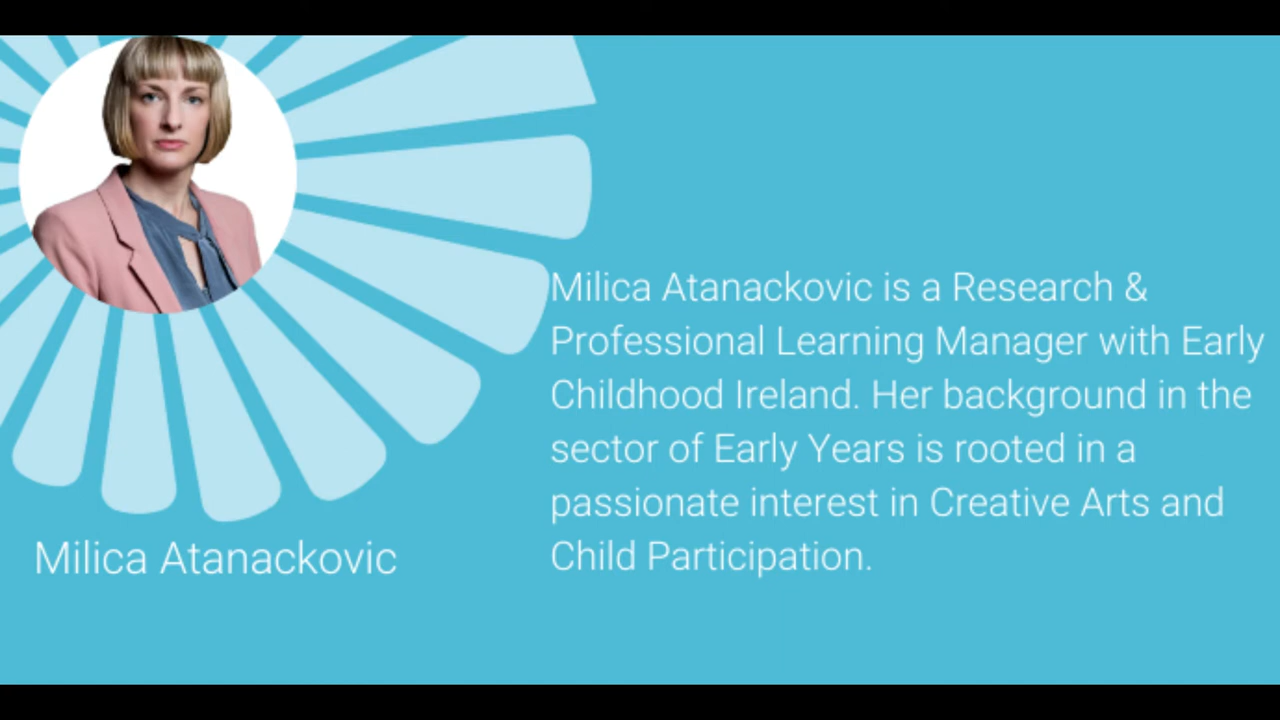 Milica Atanackovic is a Research &
Professional Learning Manager with Early
Childhood Ireland. Her background in the
sector of Early Years is rooted in a
passionate interest in Creative Arts and
Child Participation.
Milica Atanackovic